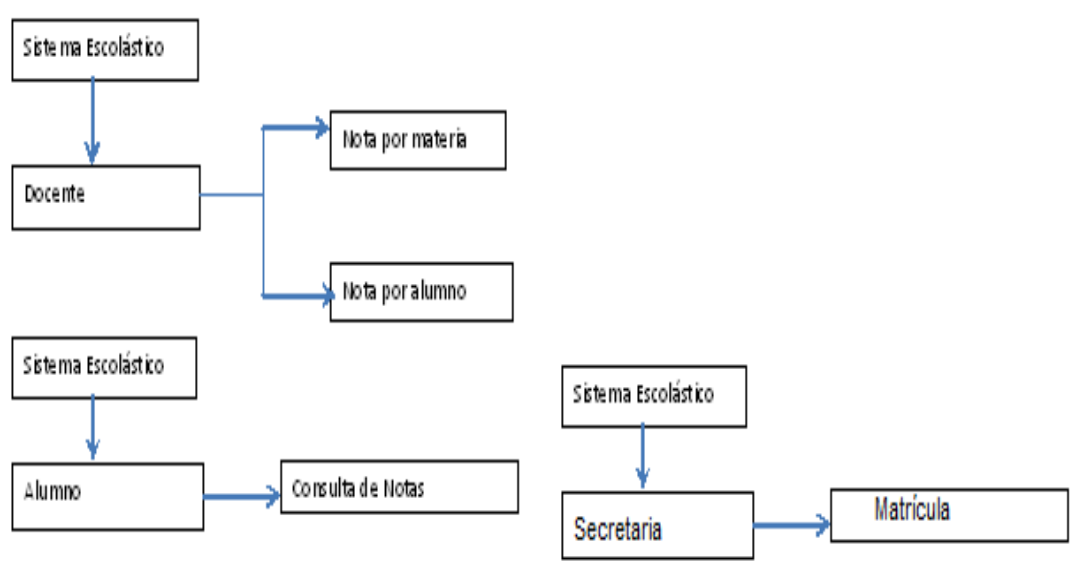 Sistema Escolástico
Nota por materia
Docente
Nota por alumno
Sistema Escolástico
Alumno
Consulta de Notas
Sistema Escolástico
Secretaria
Matrícula